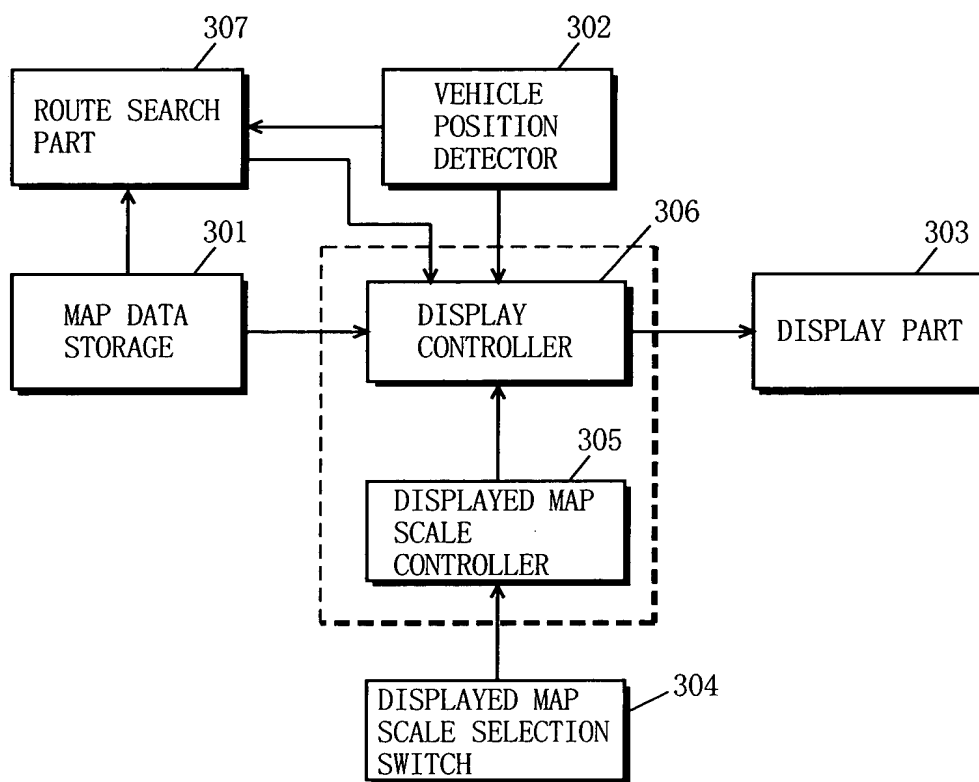 307
302
ROUTE SEARCH
PART
VEHICLE
POSITION
DETECTOR
301
306
303
MAP DATA
STORAGE
DISPLAY
CONTROLLER
DISPLAY PART
305
DISPLAYED MAP
SCALE
CONTROLLER
304
DISPLAYED MAP
SCALE SELECTION
SWITCH